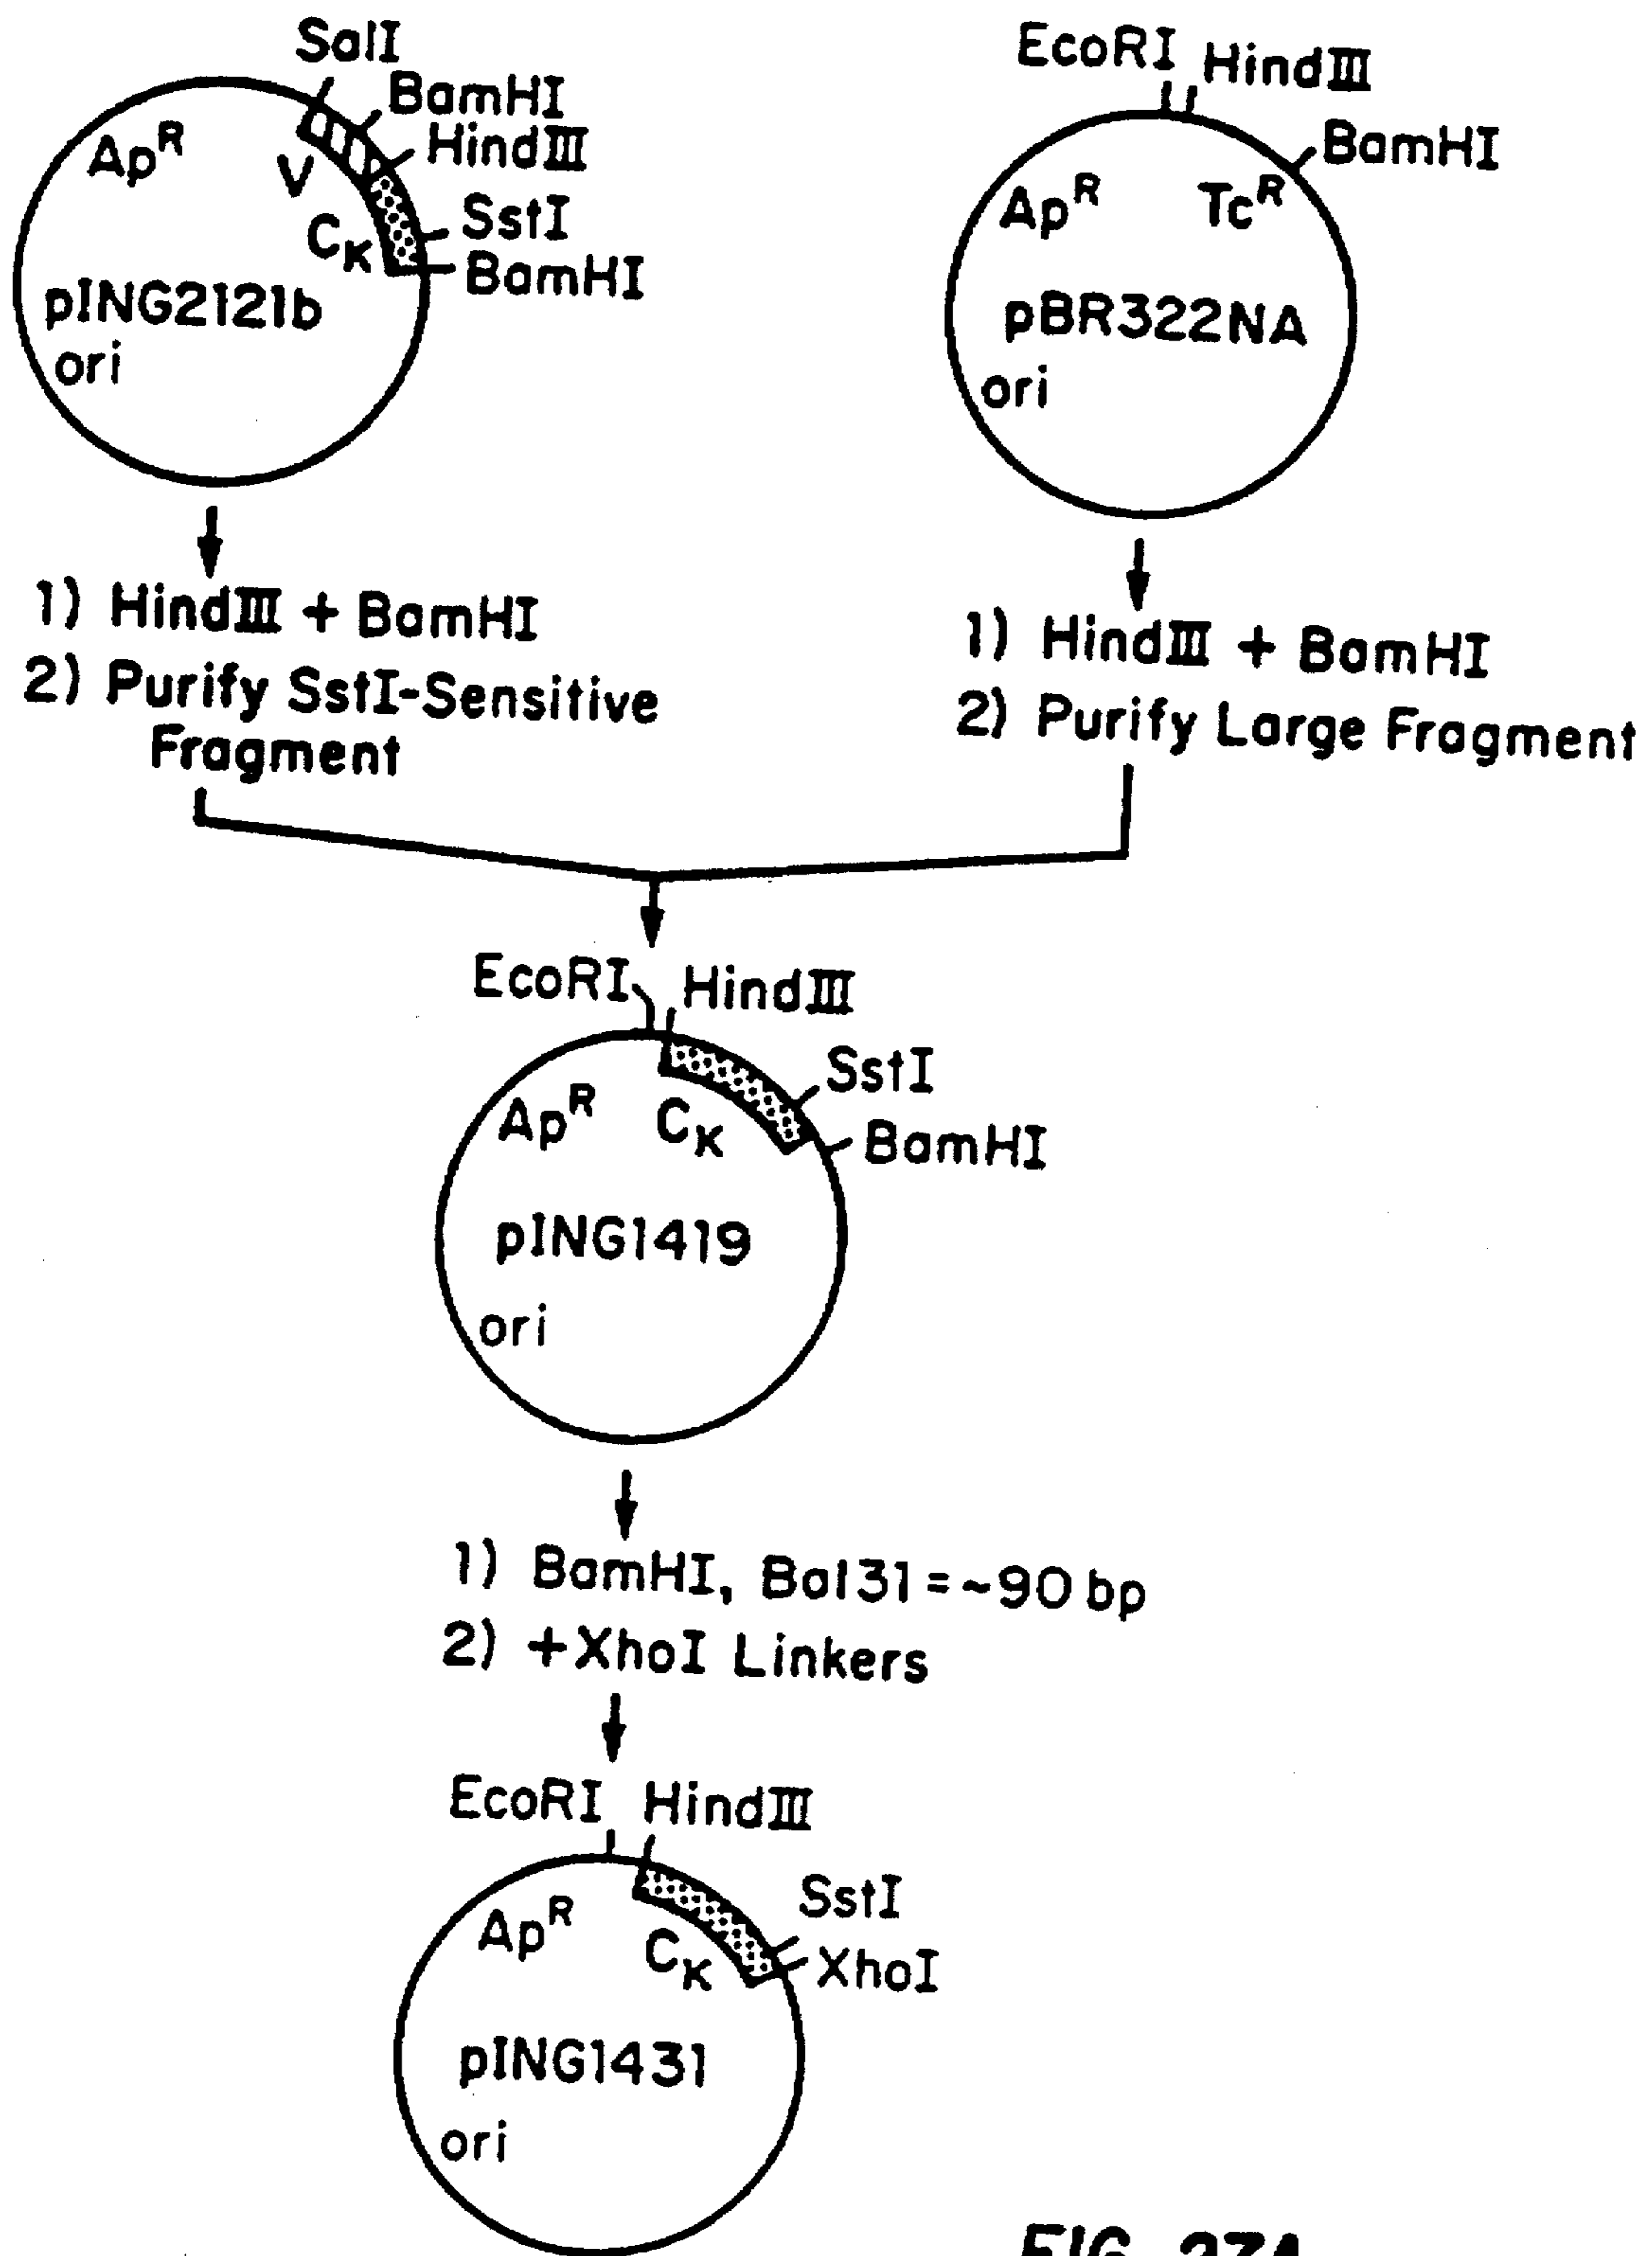 SalI
BamHI
HindIII
Ap^R
V
SstI
C_K
BamHI
pING2121b
ori
EcoRI HindIII
BamHI
Ap^R Tc^R
pBR322NA
ori
1) HindIII + BamHI
2) Purify SstI-Sensitive
Fragment
1) HindIII + BamHI
2) Purify Large Fragment
EcoRI HindIII
SstI
Ap^R C_K
BamHI
pING1419
ori
1) BamHI, Bal31=~90 bp
2) +XhoI Linkers
EcoRI HindIII
SstI
Ap^R C_K
XhoI
pING1431
ori
FIG. 27A